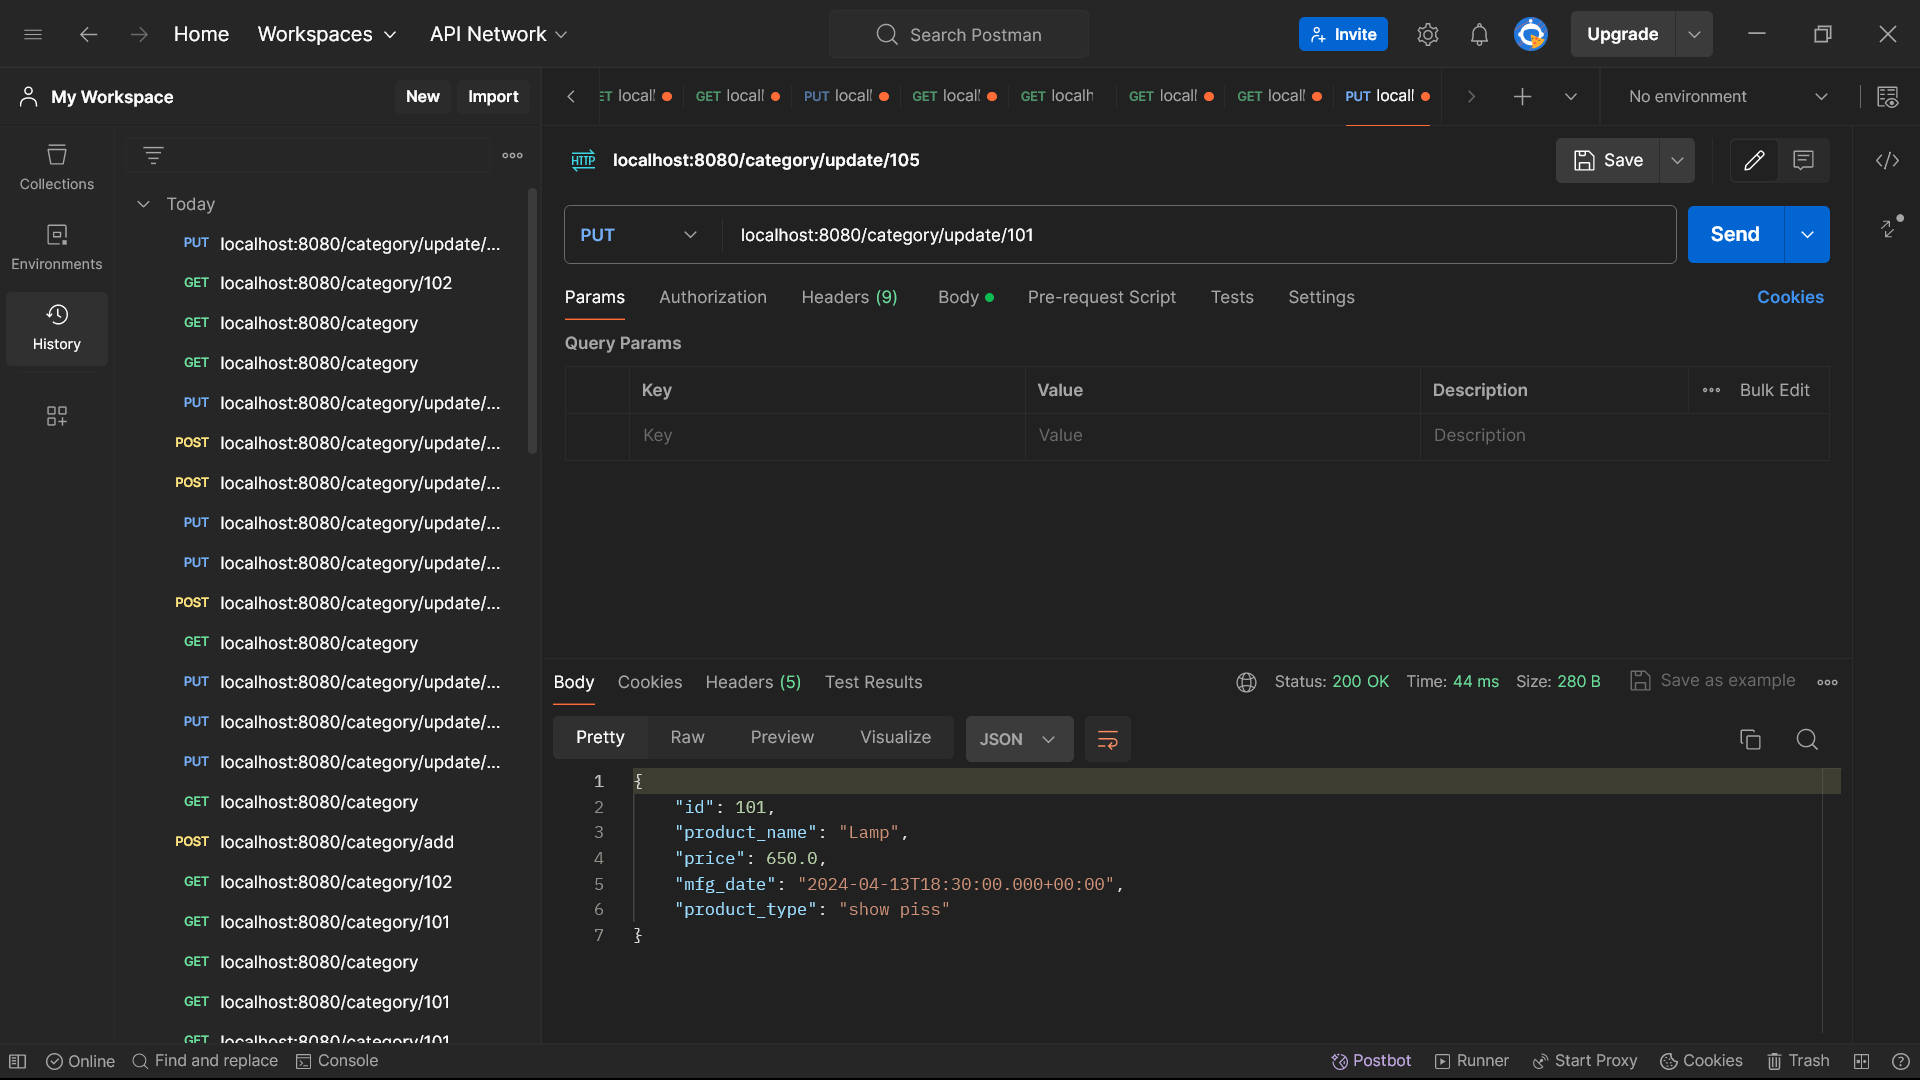 Home Workspaces API Network Search Postman Invite Upgrade
My Workspace New Import
ET locall GET locall PUT locall GET locall GET localh GET locall GET locall PUT locall No environment
Collections
Environments
History
Today
PUT localhost:8080/category/update/...
GET localhost:8080/category/102
GET localhost:8080/category
GET localhost:8080/category
PUT localhost:8080/category/update/...
POST localhost:8080/category/update/...
POST localhost:8080/category/update/...
PUT localhost:8080/category/update/...
PUT localhost:8080/category/update/...
POST localhost:8080/category/update/...
GET localhost:8080/category
PUT localhost:8080/category/update/...
PUT localhost:8080/category/update/...
PUT localhost:8080/category/update/...
GET localhost:8080/category
POST localhost:8080/category/add
GET localhost:8080/category/102
GET localhost:8080/category/101
GET localhost:8080/category
GET localhost:8080/category/101
GET localhost:8080/category/101
HTTP localhost:8080/category/update/105 Save
PUT localhost:8080/category/update/101 Send
Params Authorization Headers (9) Body Pre-request Script Tests Settings Cookies
Query Params
Key Value Description Bulk Edit
Key Value Description
Body Cookies Headers (5) Test Results Status: 200 OK Time: 44 ms Size: 280 B Save as example
Pretty Raw Preview Visualize JSON
1 {
2 "id": 101,
3 "product_name": "Lamp",
4 "price": 650.0,
5 "mfg_date": "2024-04-13T18:30:00.000+00:00",
6 "product_type": "show piss"
7 }
Online Find and replace Console Postbot Runner Start Proxy Cookies Trash